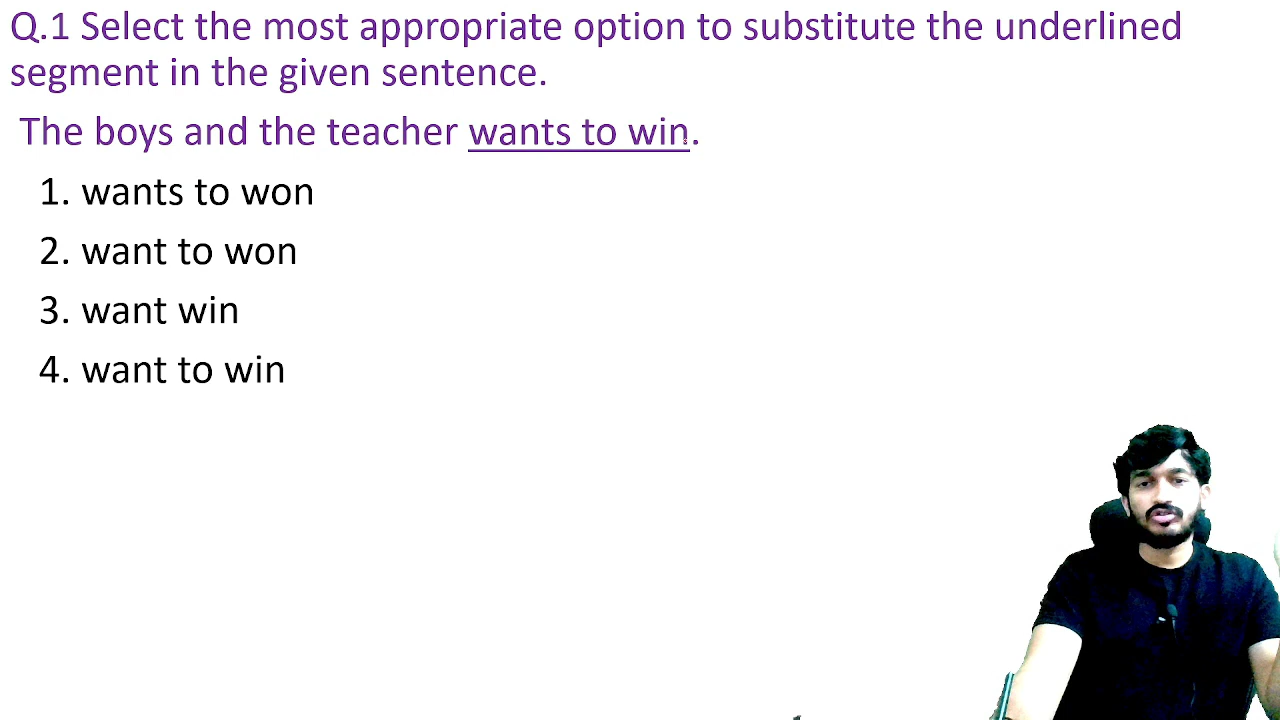 Q.1 Select the most appropriate option to substitute the underlined
segment in the given sentence.
The boys and the teacher wants to win.
1. wants to won
2. want to won
3. want win
4. want to win